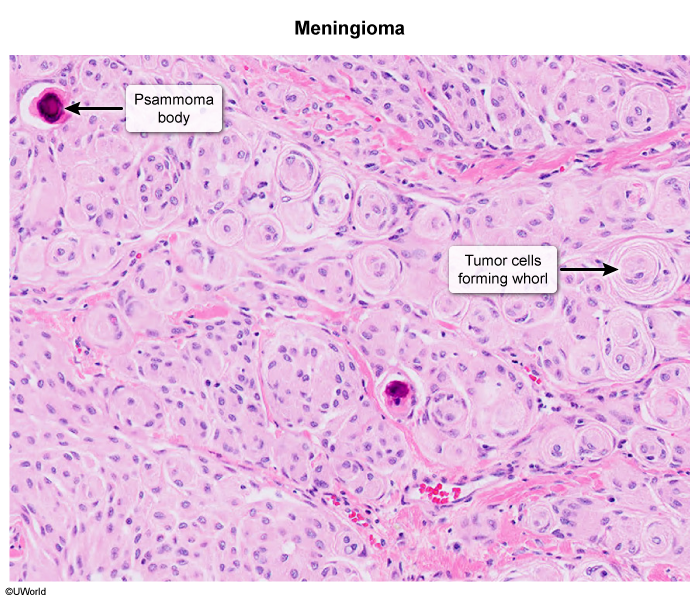 Meningioma
Psammoma
body
Tumor cells
forming whorl
©UWorld